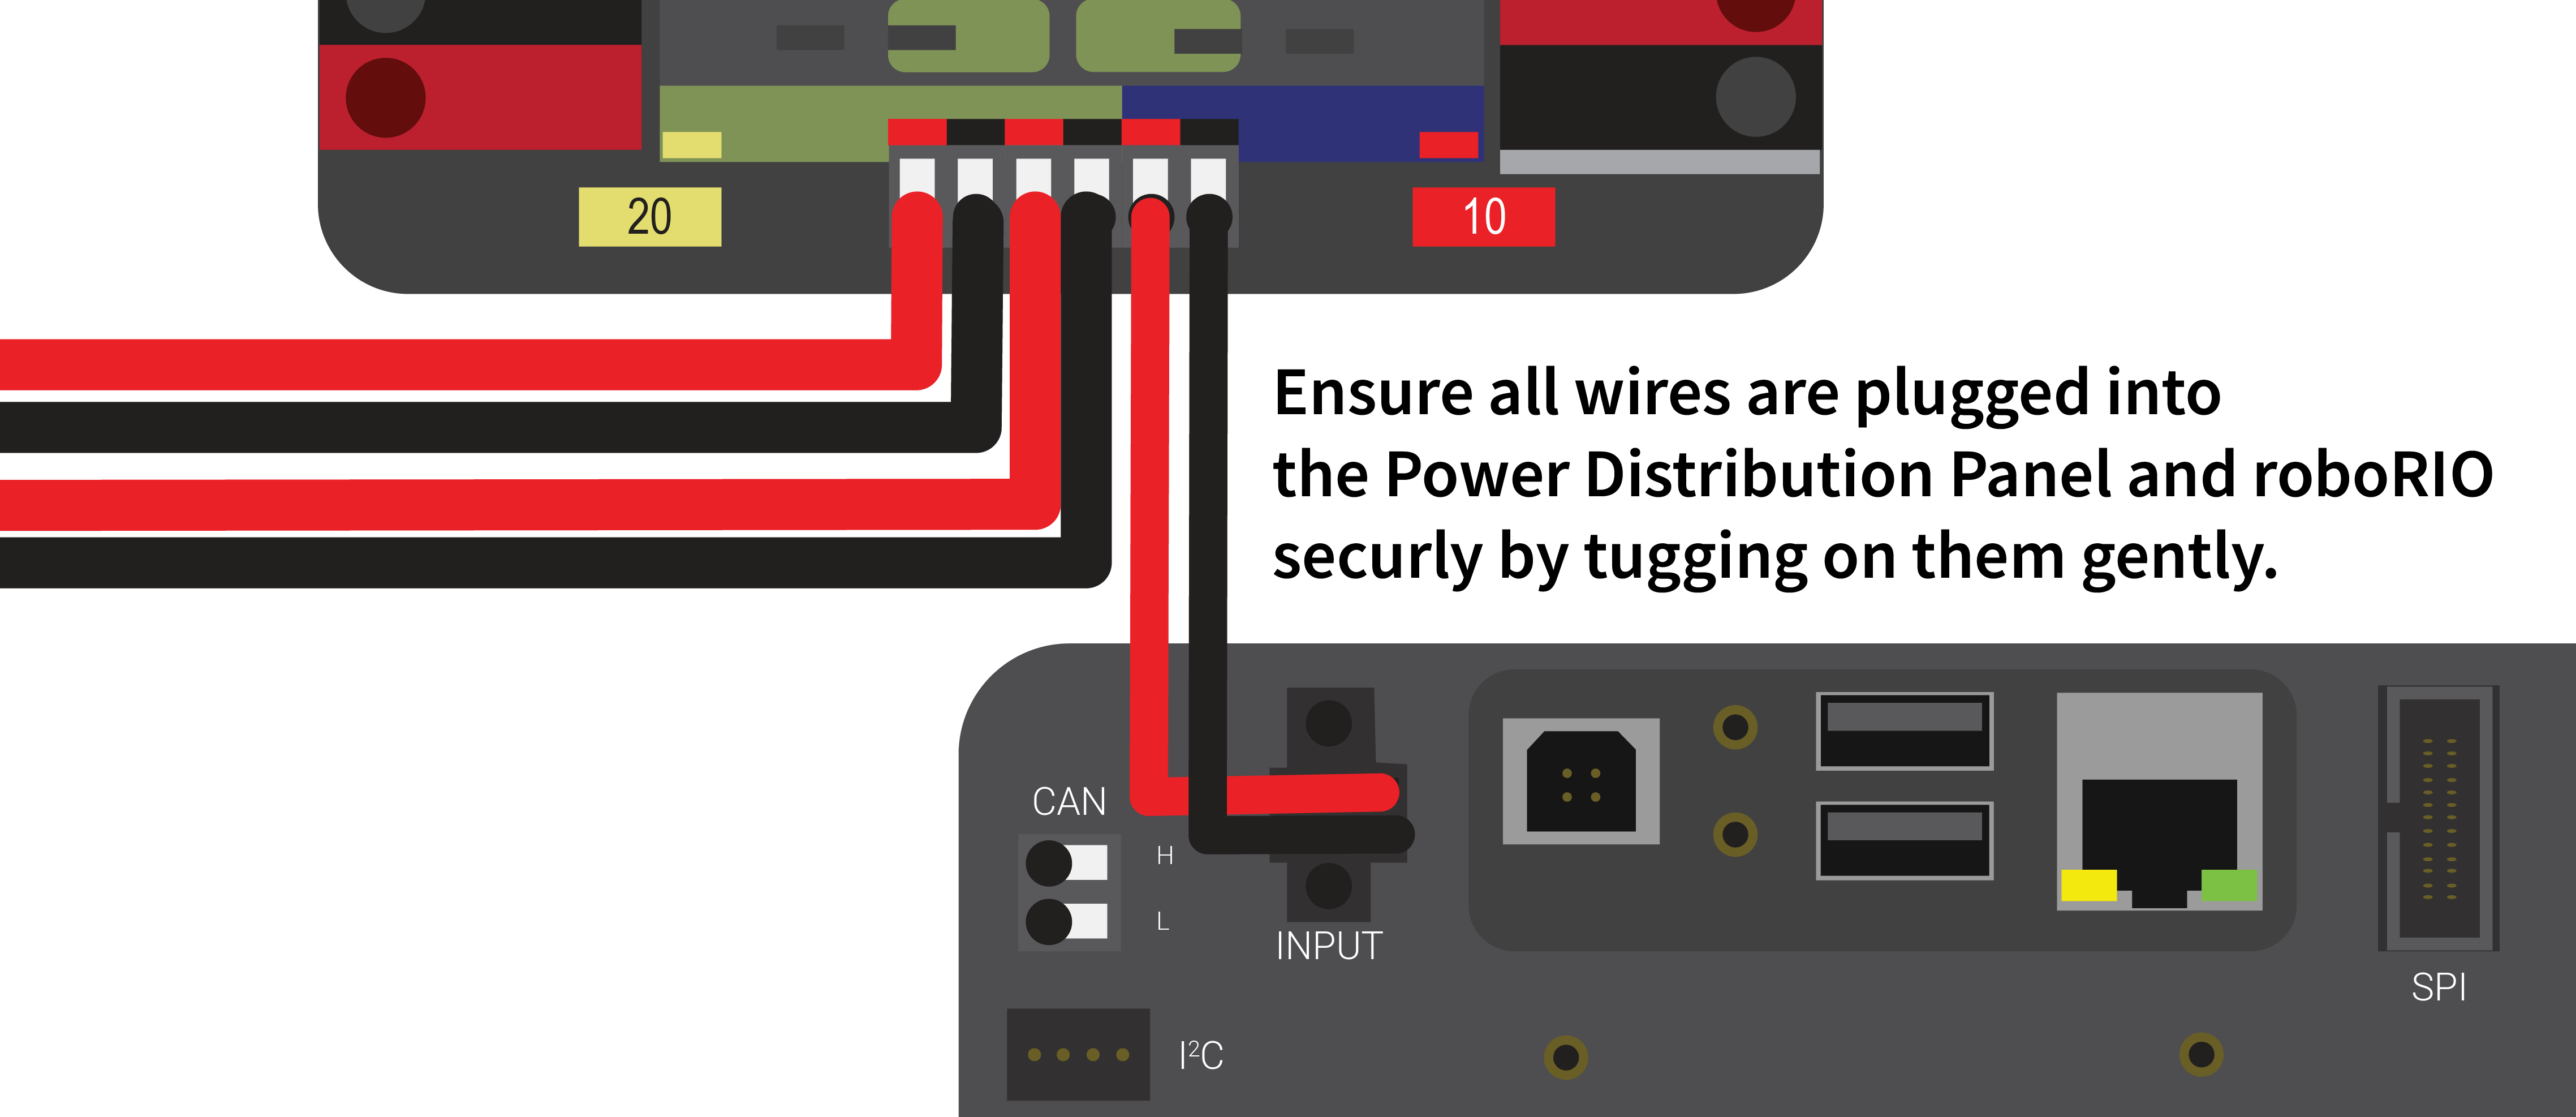 20
10
Ensure all wires are plugged into
the Power Distribution Panel and roboRIO
securly by tugging on them gently.
CAN
H
L
INPUT
SPI
I²C